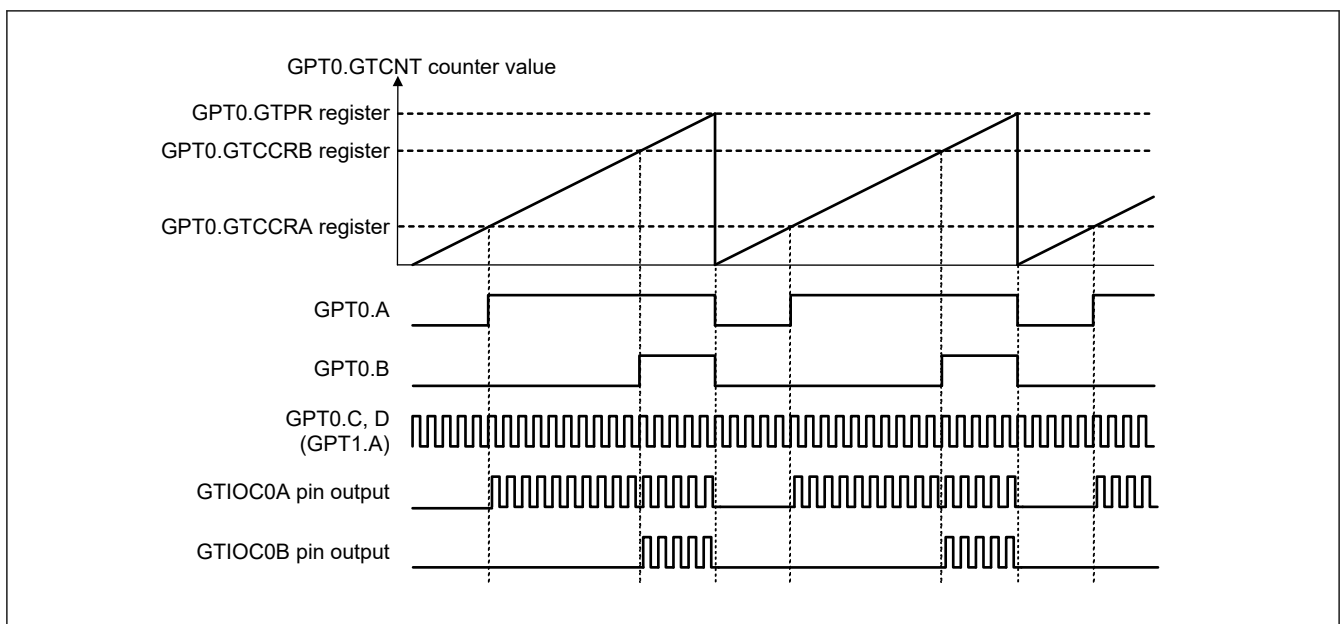 GPT0.GTCNT counter value
GPT0.GTPR register
GPT0.GTCCRB register
GPT0.GTCCRA register
GPT0.A
GPT0.B
GPT0.C, D
(GPT1.A)
GTIOC0A pin output
GTIOC0B pin output